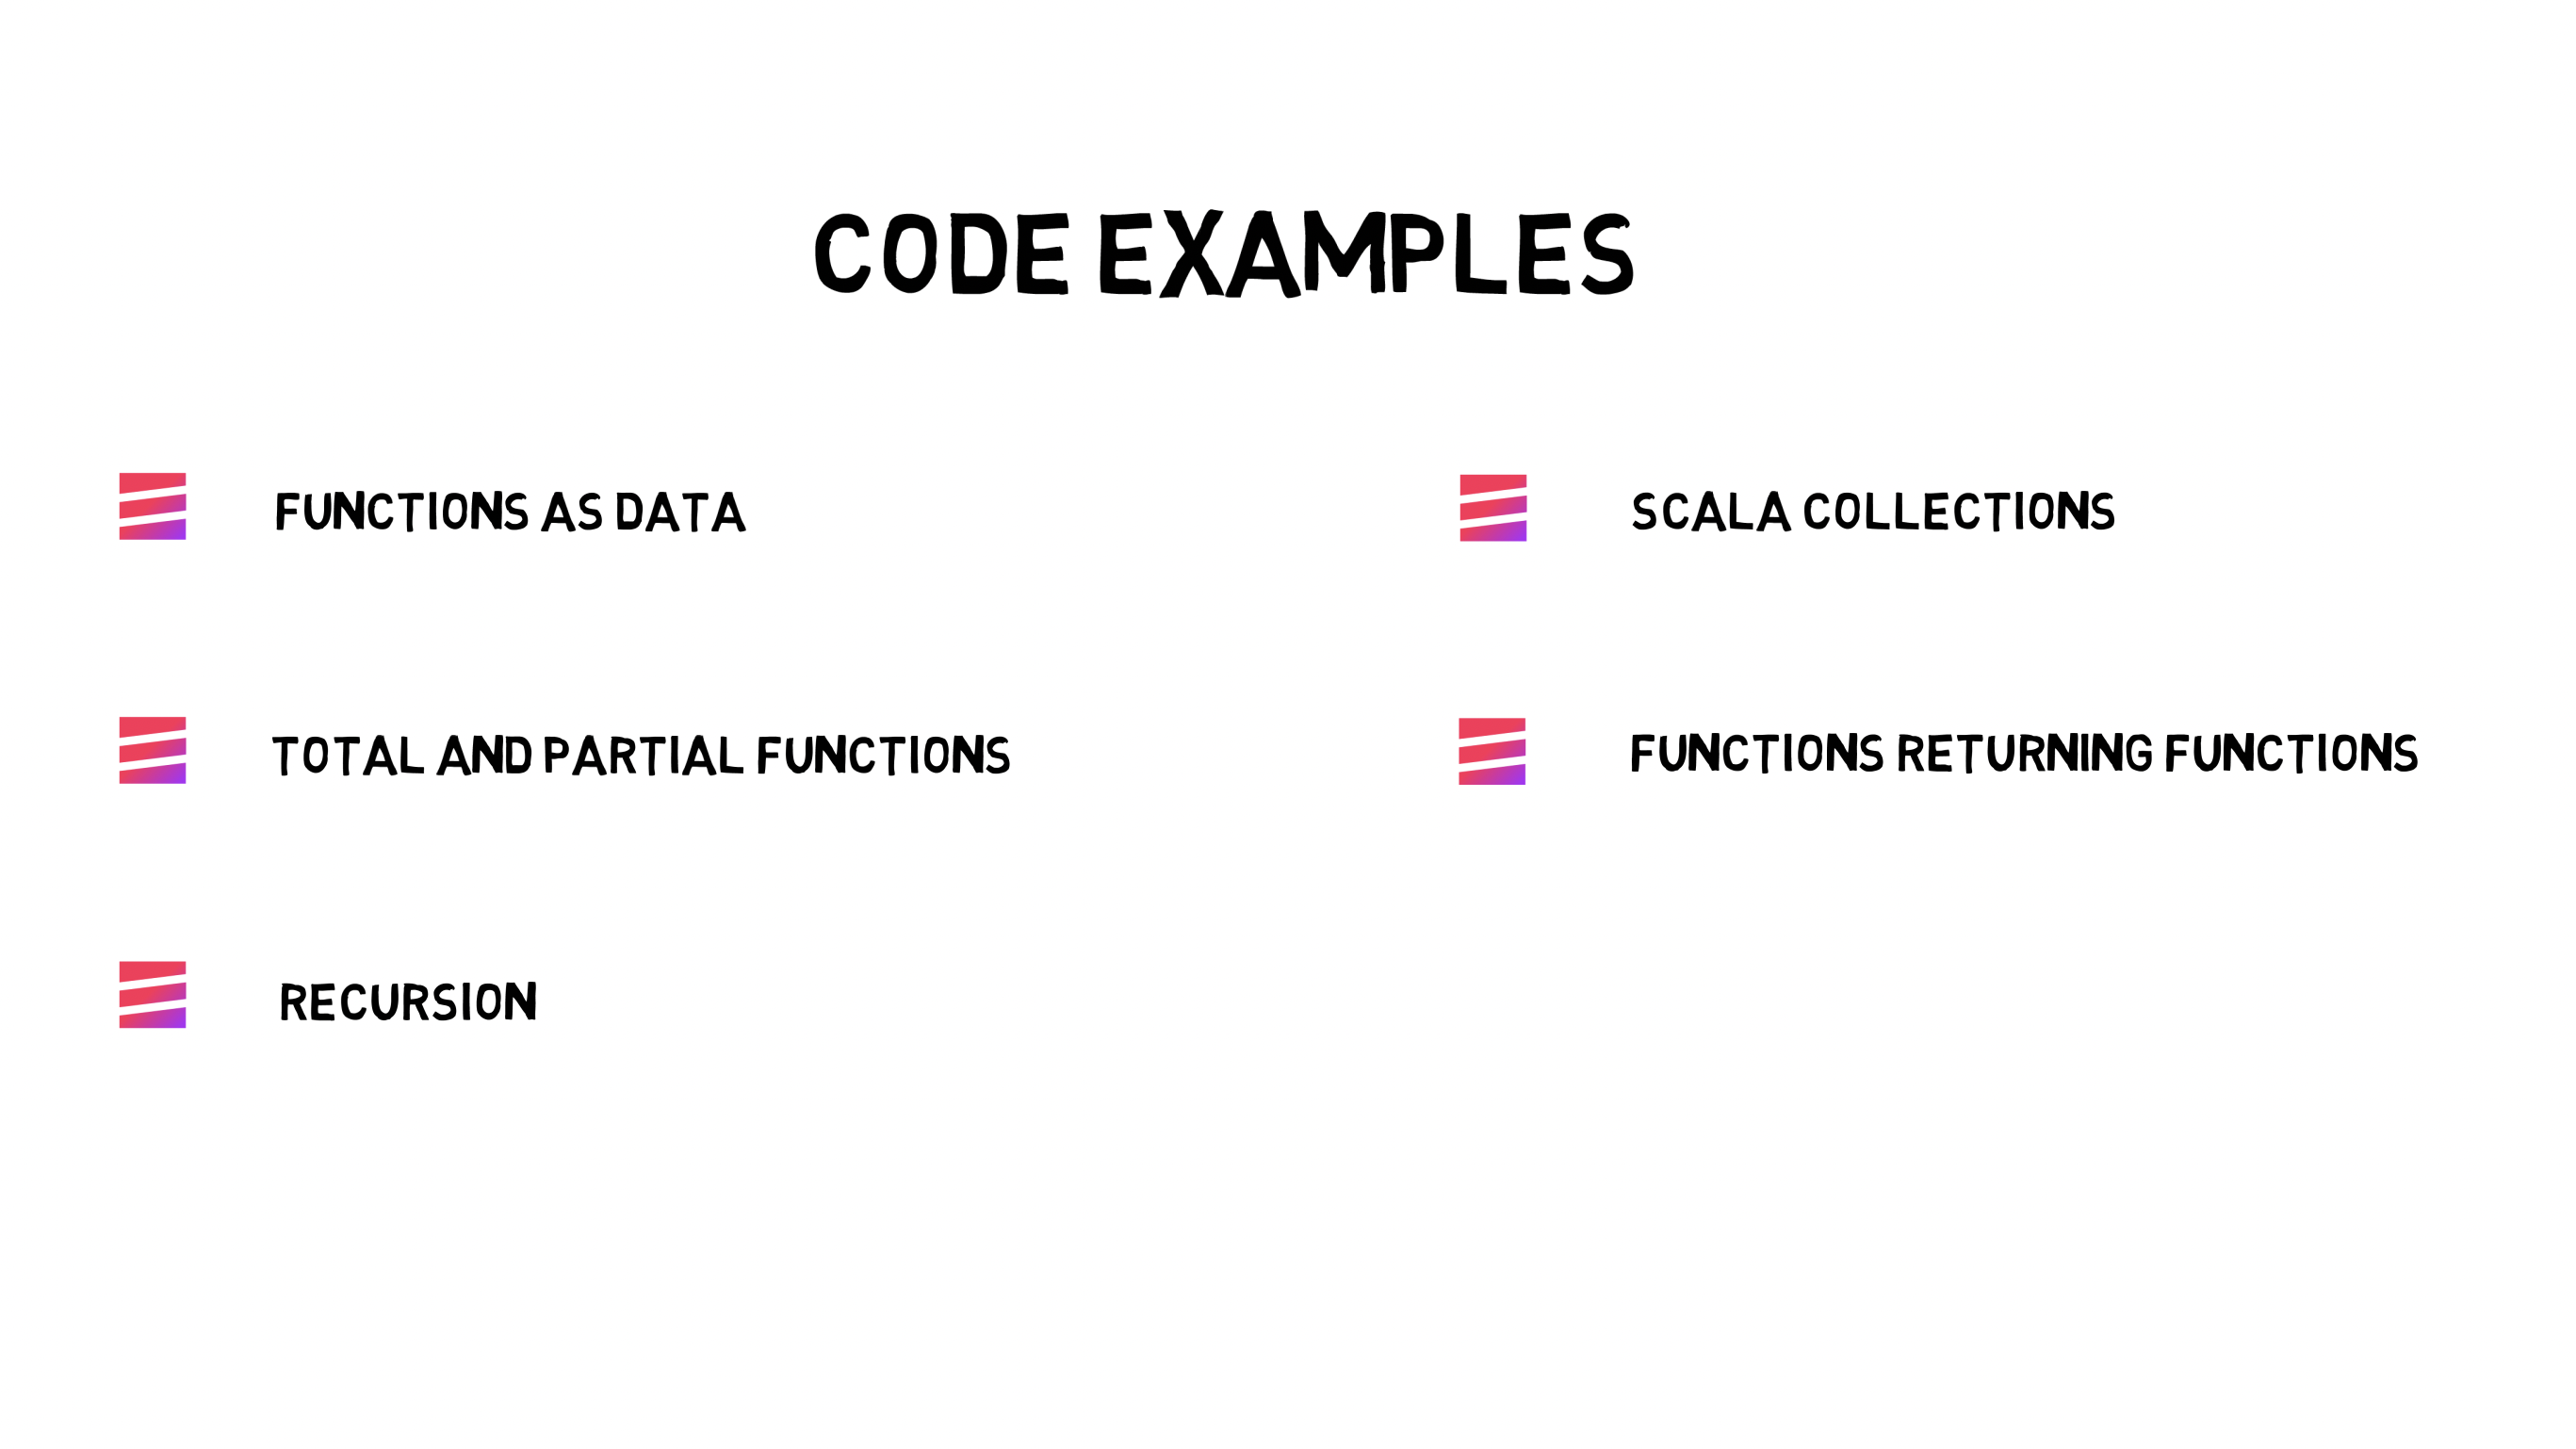 CODE EXAMPLES
FUNCTIONS AS DATA
TOTAL AND PARTIAL FUNCTIONS
RECURSION
SCALA COLLECTIONS
FUNCTIONS RETURNING FUNCTIONS